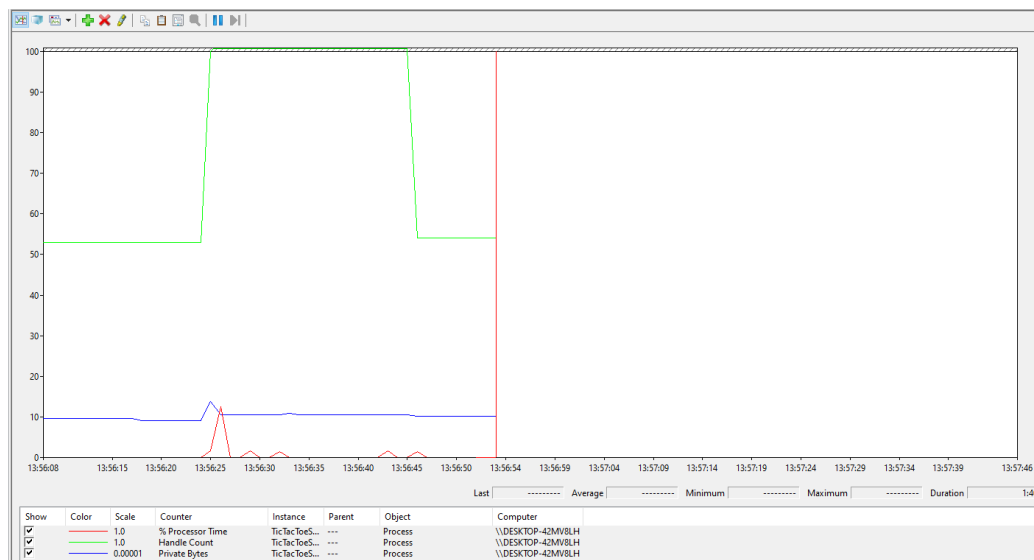 100
90
80
70
60
50
40
30
20
10
0
13:56:08 13:56:15 13:56:20 13:56:25 13:56:30 13:56:35 13:56:40 13:56:45 13:56:50 13:56:54 13:56:59 13:57:04 13:57:09 13:57:14 13:57:19 13:57:24 13:57:29 13:57:34 13:57:39 13:57:46
Last --------- Average --------- Minimum --------- Maximum --------- Duration 1:4
Show Color Scale Counter Instance Parent Object Computer
1.0 % Processor Time TicTacToeS... --- Process \\DESKTOP-42MV8LH
1.0 Handle Count TicTacToeS... --- Process \\DESKTOP-42MV8LH
0.00001 Private Bytes TicTacToeS... --- Process \\DESKTOP-42MV8LH